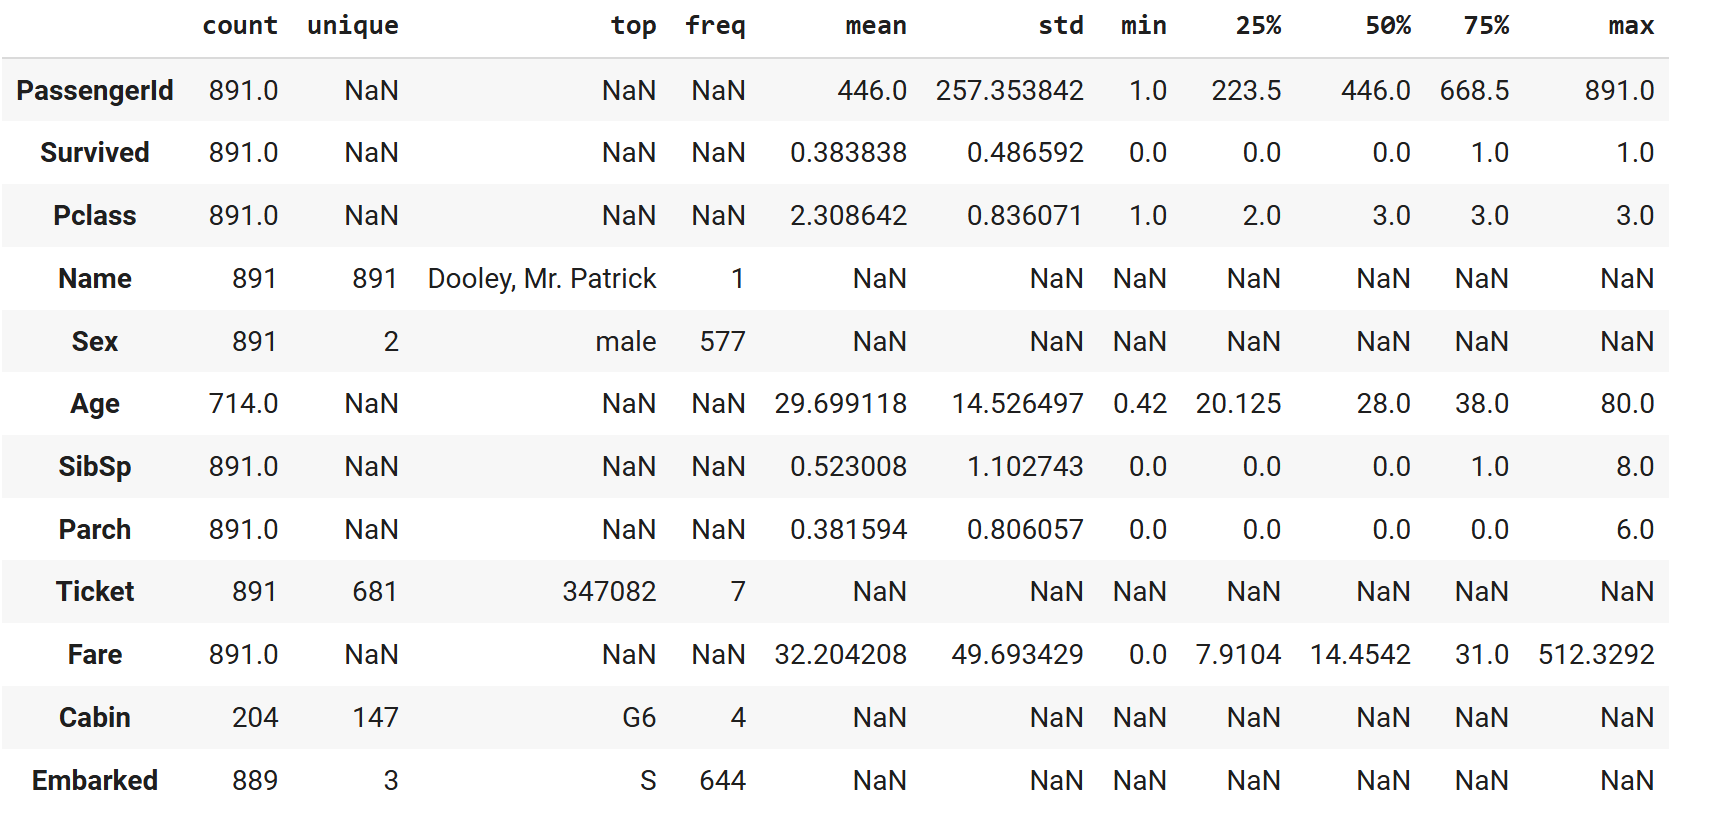 count unique top freq mean std min 25% 50% 75% max
PassengerId 891.0 NaN NaN NaN 446.0 257.353842 1.0 223.5 446.0 668.5 891.0
Survived 891.0 NaN NaN NaN 0.383838 0.486592 0.0 0.0 0.0 1.0 1.0
Pclass 891.0 NaN NaN NaN 2.308642 0.836071 1.0 2.0 3.0 3.0 3.0
Name 891 891 Dooley, Mr. Patrick 1 NaN NaN NaN NaN NaN NaN NaN
Sex 891 2 male 577 NaN NaN NaN NaN NaN NaN NaN
Age 714.0 NaN NaN NaN 29.699118 14.526497 0.42 20.125 28.0 38.0 80.0
SibSp 891.0 NaN NaN NaN 0.523008 1.102743 0.0 0.0 0.0 1.0 8.0
Parch 891.0 NaN NaN NaN 0.381594 0.806057 0.0 0.0 0.0 0.0 6.0
Ticket 891 681 347082 7 NaN NaN NaN NaN NaN NaN NaN
Fare 891.0 NaN NaN NaN 32.204208 49.693429 0.0 7.9104 14.4542 31.0 512.3292
Cabin 204 147 G6 4 NaN NaN NaN NaN NaN NaN NaN
Embarked 889 3 S 644 NaN NaN NaN NaN NaN NaN NaN